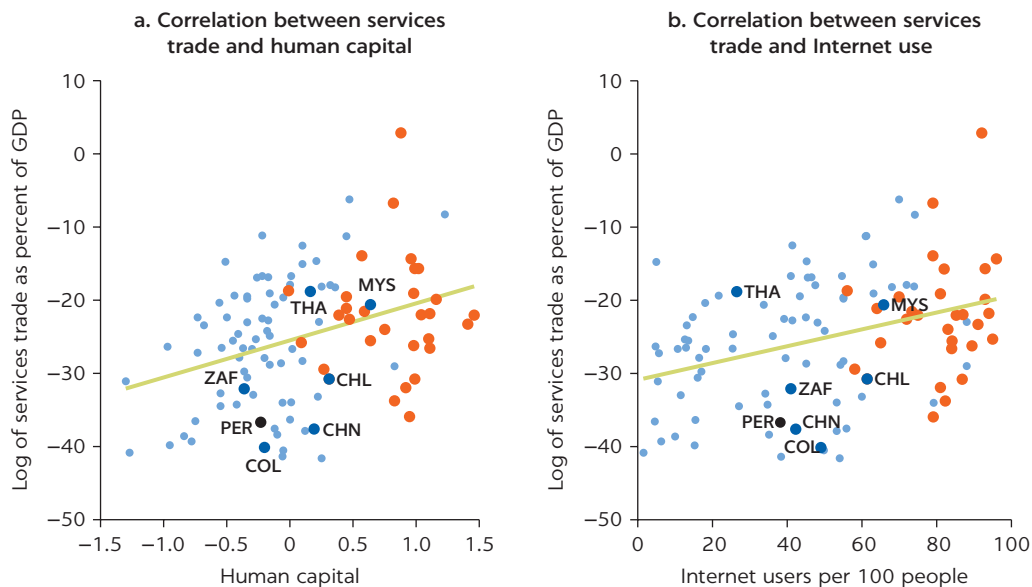 a. Correlation between services
trade and human capital
Log of services trade as percent of GDP
10
0
−10
−20
−30
−40
−50
−1.5
−1.0
−0.5
0
0.5
1.0
1.5
Human capital
MYS
THA
ZAF
CHL
PER
CHN
COL
b. Correlation between services
trade and Internet use
Log of services trade as percent of GDP
10
0
−10
−20
−30
−40
−50
0
20
40
60
80
100
Internet users per 100 people
THA
MYS
ZAF
CHL
PER
CHN
COL